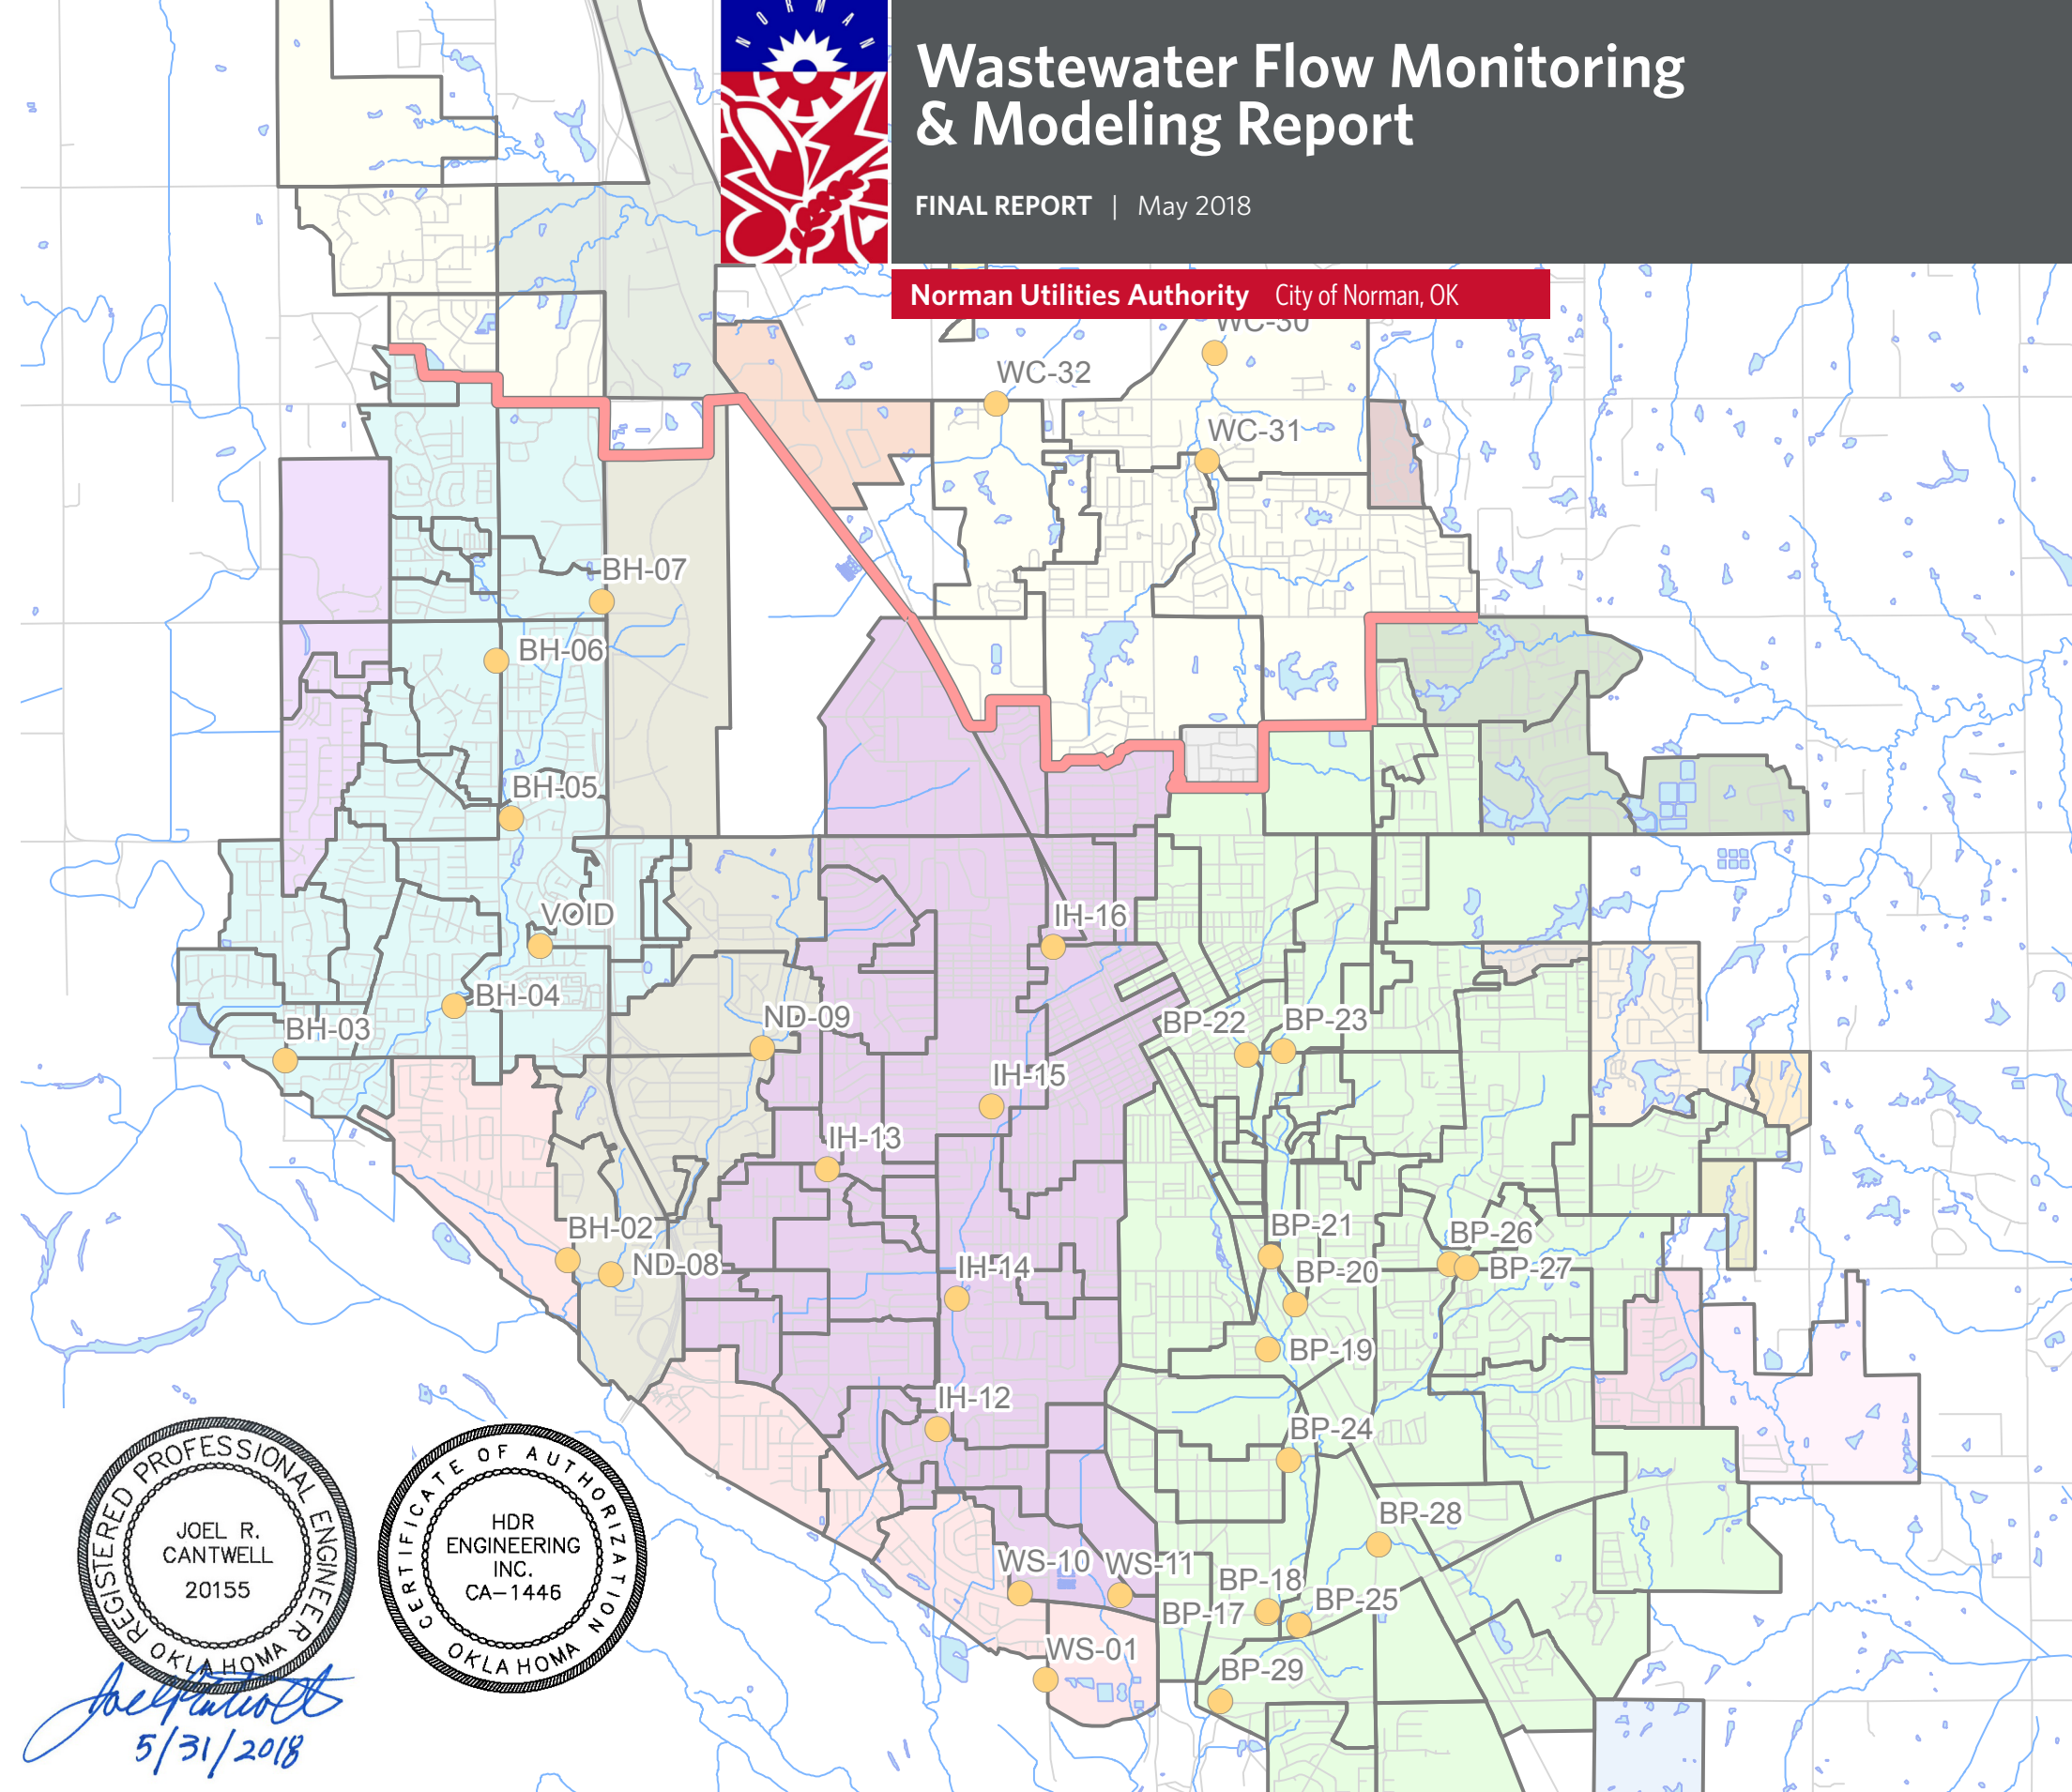 NORMAN
Wastewater Flow Monitoring
& Modeling Report
FINAL REPORT | May 2018
Norman Utilities Authority City of Norman, OK
WC-30
WC-32
WC-31
BH-07
BH-06
BH-05
VOID
IH-16
BH-04
BH-03
ND-09
BP-22
BP-23
IH-15
IH-13
BH-02
ND-08
IH-14
BP-21
BP-26
BP-20
BP-27
BP-19
IH-12
BP-24
BP-28
WS-10
WS-11
BP-18
BP-25
BP-17
WS-01
BP-29
REGISTERED PROFESSIONAL ENGINEER
JOEL R.
CANTWELL
20155
OKLAHOMA
CERTIFICATE OF AUTHORIZATION
HDR
ENGINEERING
INC.
CA-1446
OKLAHOMA
5/31/2018